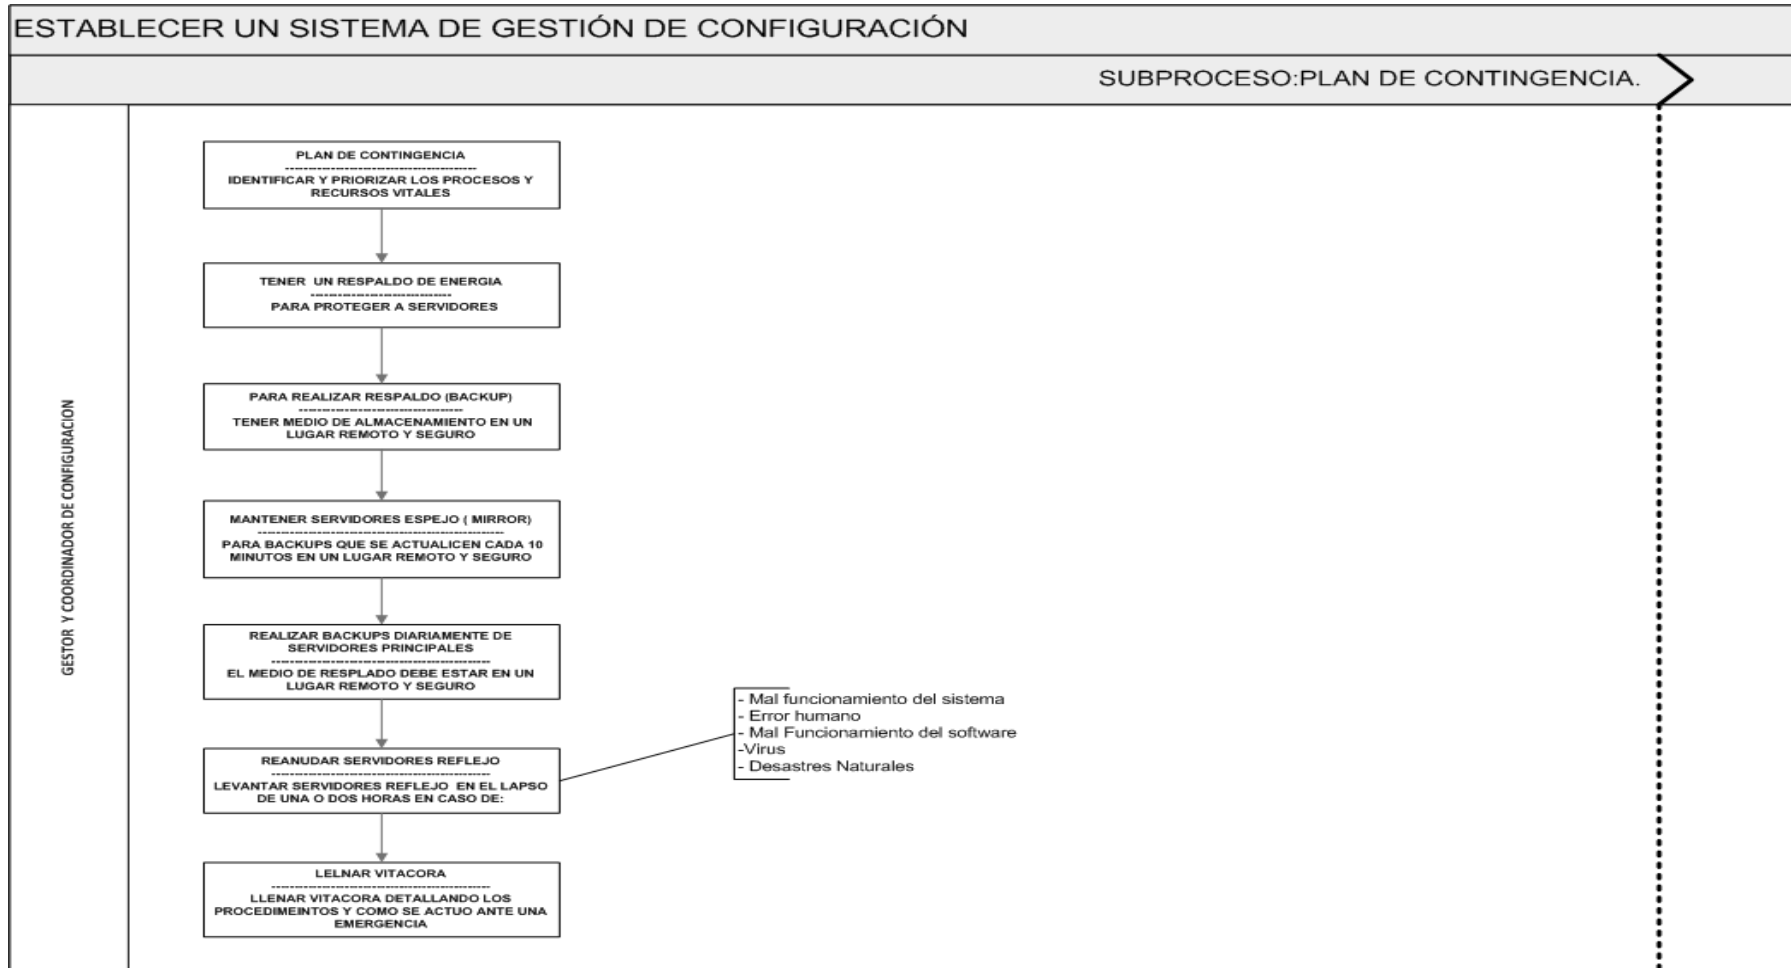 ESTABLECER UN SISTEMA DE GESTIÓN DE CONFIGURACIÓN
SUBPROCESO:PLAN DE CONTINGENCIA.
GESTOR Y COORDINADOR DE CONFIGURACION
PLAN DE CONTINGENCIA
IDENTIFICAR Y PRIORIZAR LOS PROCESOS Y
RECURSOS VITALES
TENER UN RESPALDO DE ENERGIA
PARA PROTEGER A SERVIDORES
PARA REALIZAR RESPALDO (BACKUP)
TENER MEDIO DE ALMACENAMIENTO EN UN
LUGAR REMOTO Y SEGURO
MANTENER SERVIDORES ESPEJO ( MIRROR)
PARA BACKUPS QUE SE ACTUALICEN CADA 10
MINUTOS EN UN LUGAR REMOTO Y SEGURO
REALIZAR BACKUPS DIARIAMENTE DE
SERVIDORES PRINCIPALES
EL MEDIO DE RESPLADO DEBE ESTAR EN UN
LUGAR REMOTO Y SEGURO
REANUDAR SERVIDORES REFLEJO
LEVANTAR SERVIDORES REFLEJO EN EL LAPSO
DE UNA O DOS HORAS EN CASO DE:
- Mal funcionamiento del sistema
- Error humano
- Mal Funcionamiento del software
-Virus
- Desastres Naturales
LELNAR VITACORA
LLENAR VITACORA DETALLANDO LOS
PROCEDIMEINTOS Y COMO SE ACTUO ANTE UNA
EMERGENCIA